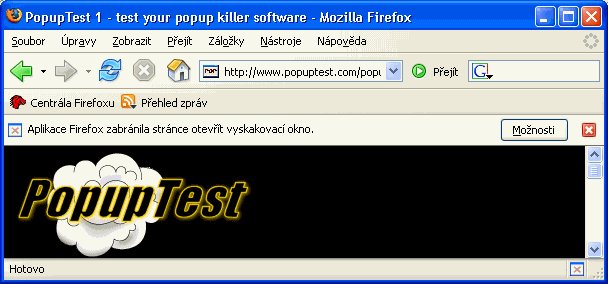 PopupTest 1 - test your popup killer software - Mozilla Firefox
Soubor Úpravy Zobrazit Přejít Záložky Nástroje Nápověda
POP http://www.popuptest.com/popu Přejít G
Centrála Firefoxu Přehled zpráv
Aplikace Firefox zabránila stránce otevřít vyskakovací okno. Možnosti
PopupTest
Hotovo